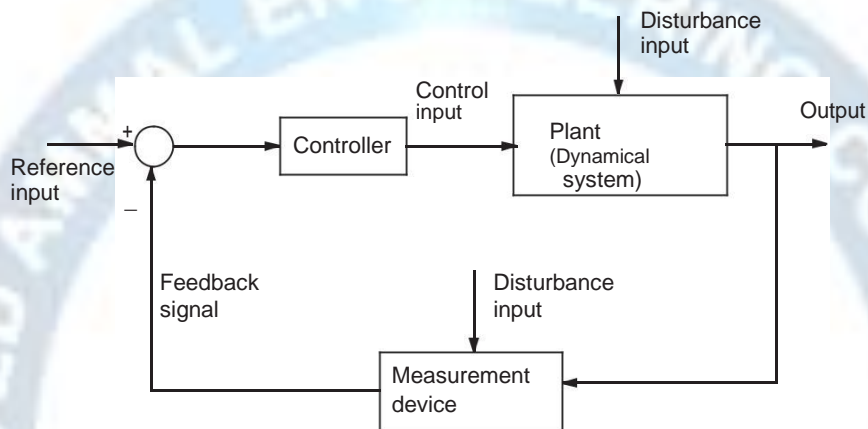 Disturbance
input
Control
input
Output
+
Controller
Plant
(Dynamical
system)
Reference
input
−
Feedback
signal
Disturbance
input
Measurement
device